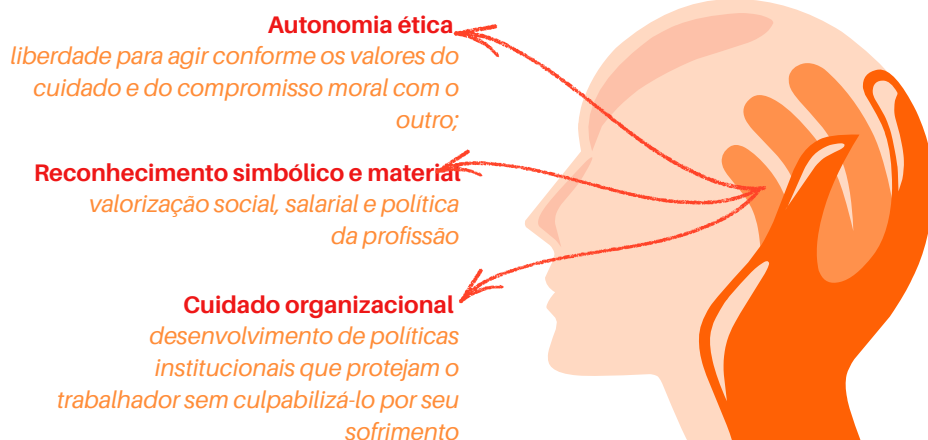 Autonomia ética
liberdade para agir conforme os valores do
cuidado e do compromisso moral com o
outro;
Reconhecimento simbólico e material
valorização social, salarial e política
da profissão
Cuidado organizacional
desenvolvimento de políticas
institucionais que protejam o
trabalhador sem culpabilizá-lo por seu
sofrimento